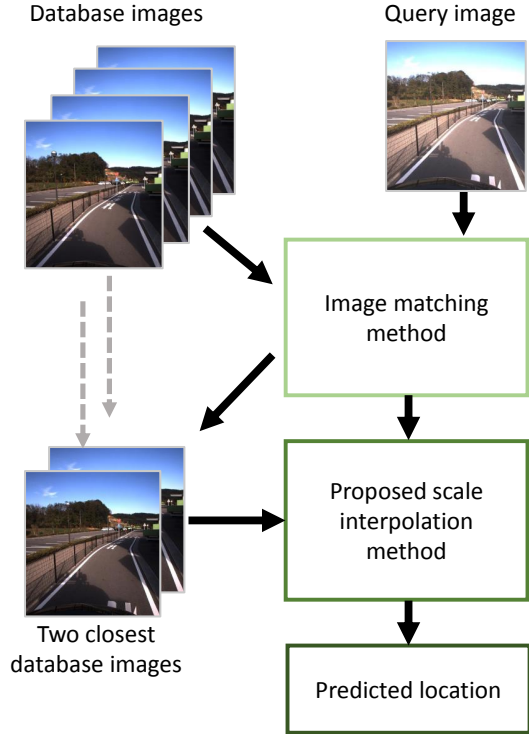 Database images
Query image
Image matching
method
Proposed scale
interpolation
method
Two closest
database images
Predicted location